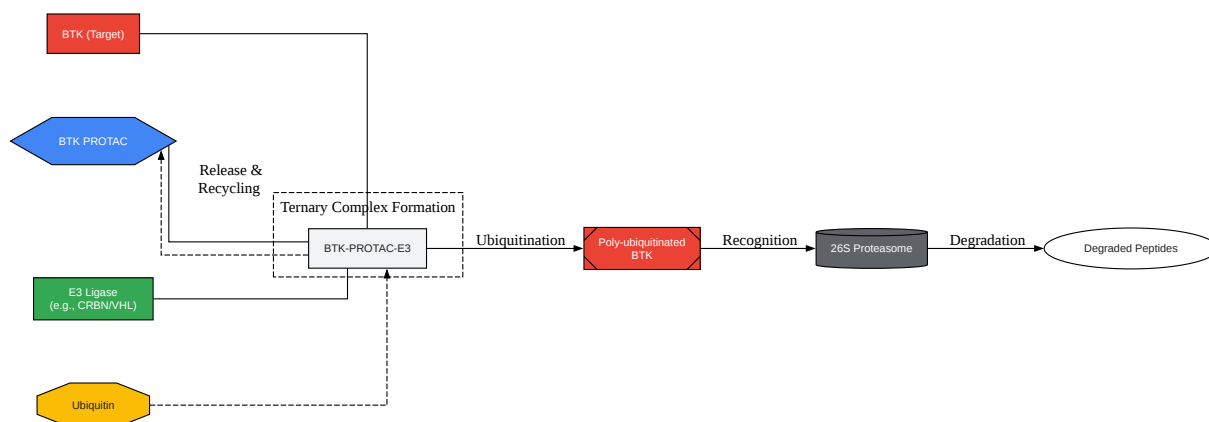 BTK (Target)
BTK PROTAC
Release &
Recycling
Ternary Complex Formation
BTK-PROTAC-E3
Ubiquitination
Poly-ubiquitinated
BTK
Recognition
26S Proteasome
Degradation
Degraded Peptides
E3 Ligase
(e.g., CRBN/VHL)
Ubiquitin